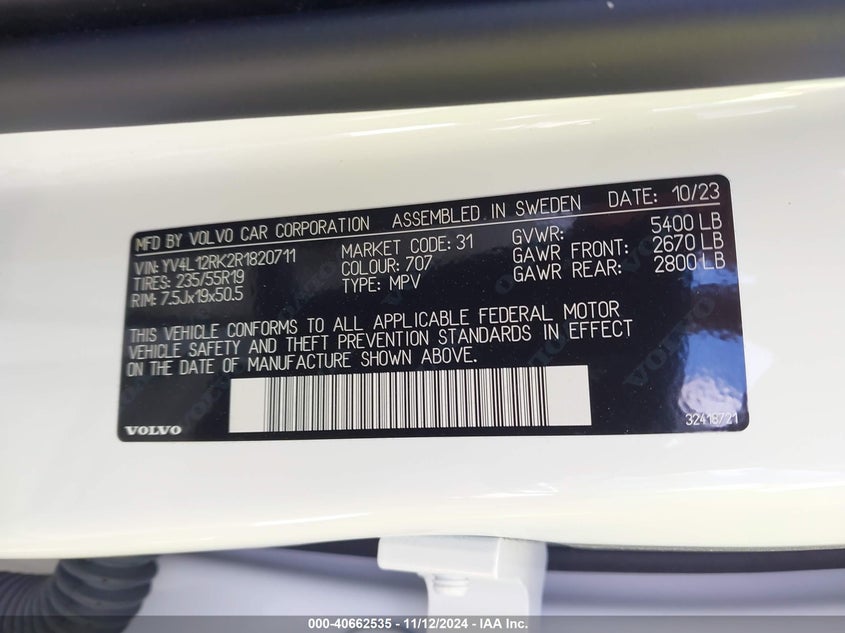 MFD BY VOLVO CAR CORPORATION ASSEMBLED IN SWEDEN DATE: 10/23
VIN: YV4L12RK2R1820711 MARKET CODE: 31 GVWR: 5400 LB
TIRES: 235/55R19 COLOUR: 707 GAWR FRONT: 2670 LB
RIM: 7.5Jx19x50.5 TYPE: MPV GAWR REAR: 2800 LB
THIS VEHICLE CONFORMS TO ALL APPLICABLE FEDERAL MOTOR
VEHICLE SAFETY AND THEFT PREVENTION STANDARDS IN EFFECT
ON THE DATE OF MANUFACTURE SHOWN ABOVE.
VOLVO
32418721
000-40662535 - 11/12/2024 - IAA Inc.